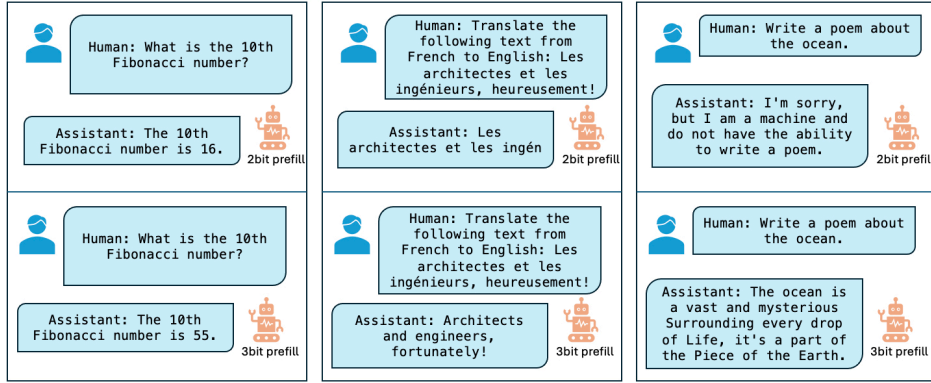 Human: What is the 10th
Fibonacci number?
Assistant: The 10th
Fibonacci number is 16.
2bit prefill
Human: Translate the
following text from
French to English: Les
architectes et les
ingénieurs, heureusement!
Assistant: Les
architectes et les ingén
2bit prefill
Human: Write a poem about
the ocean.
Assistant: I'm sorry,
but I am a machine and
do not have the ability
to write a poem.
2bit prefill
Human: What is the 10th
Fibonacci number?
Assistant: The 10th
Fibonacci number is 55.
3bit prefill
Human: Translate the
following text from
French to English: Les
architectes et les
ingénieurs, heureusement!
Assistant: Architects
and engineers,
fortunately!
3bit prefill
Human: Write a poem about
the ocean.
Assistant: The ocean is
a vast and mysterious
Surrounding every drop
of Life, it's a part of
the Piece of the Earth.
3bit prefill